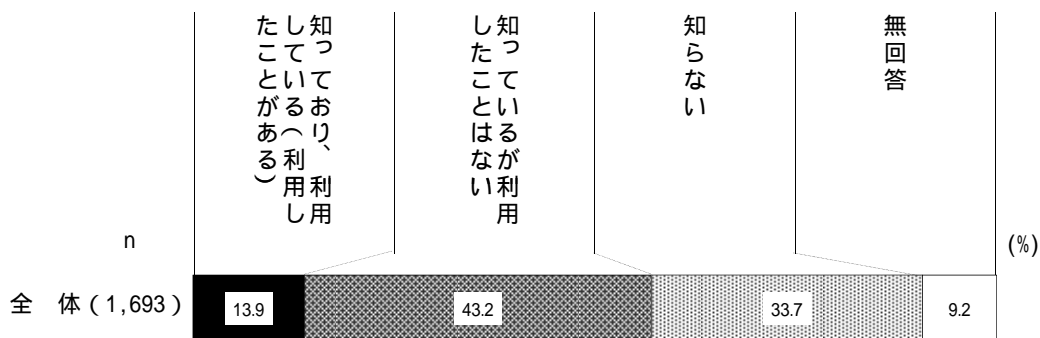 知っており、利用
している（利用し
たことがある）
知っているが利用
したことはない
知らない
無回答
n
(%)
全　体（1,693）
13.9
43.2
33.7
9.2